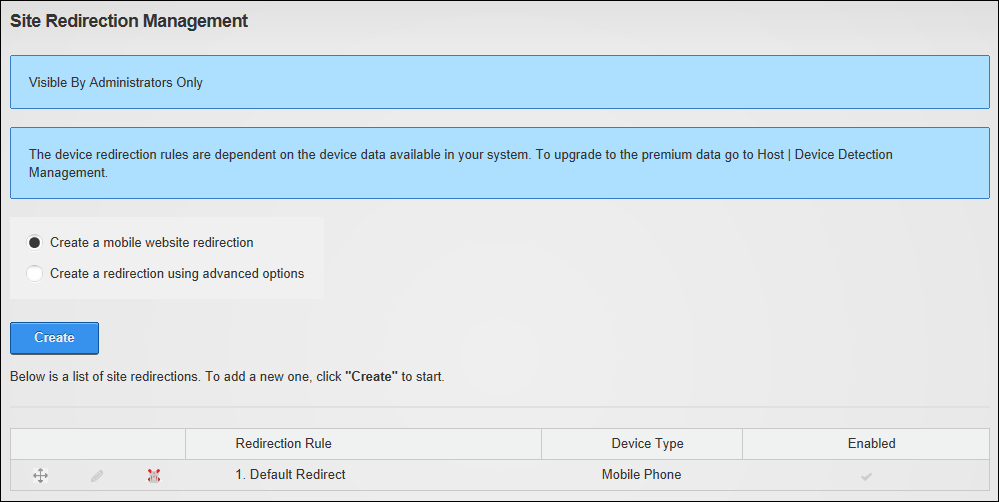 Site Redirection Management
Visible By Administrators Only
The device redirection rules are dependent on the device data available in your system. To upgrade to the premium data go to Host | Device Detection
Management.
Create a mobile website redirection
Create a redirection using advanced options
Create
Below is a list of site redirections. To add a new one, click "Create" to start.
Redirection Rule Device Type Enabled
1. Default Redirect Mobile Phone